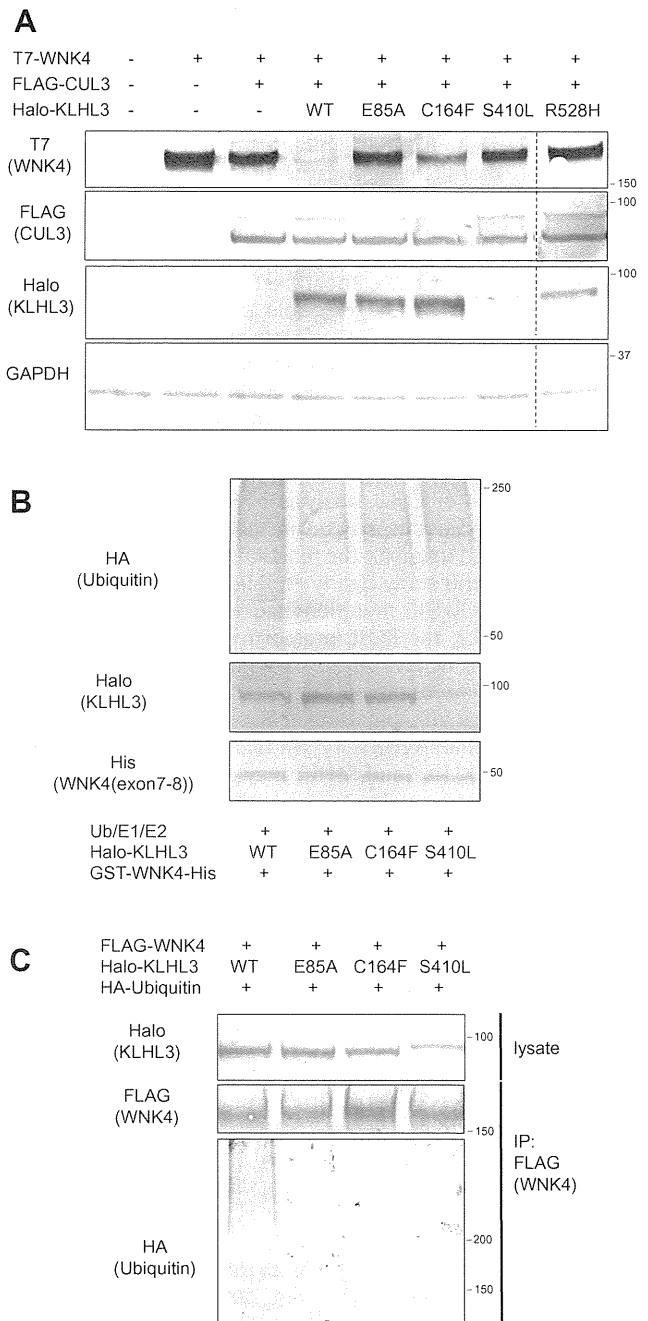 A
T7-WNK4 - + + + + + + +
FLAG-CUL3 - - + + + + + +
Halo-KLHL3 - - - WT E85A C164F S410L R528H
T7
(WNK4)
- 150
- 100
FLAG
(CUL3)
- 100
Halo
(KLHL3)
- 37
GAPDH
B
- 250
HA
(Ubiquitin)
- 50
Halo
(KLHL3)
- 100
His
(WNK4(exon7-8))
- 50
Ub/E1/E2 + + + +
Halo-KLHL3 WT E85A C164F S410L
GST-WNK4-His + + + +
C
FLAG-WNK4 + + + +
Halo-KLHL3 WT E85A C164F S410L
HA-Ubiquitin + + + +
Halo
(KLHL3)
- 100
lysate
FLAG
(WNK4)
- 150
IP:
FLAG
(WNK4)
HA
(Ubiquitin)
- 200
- 150